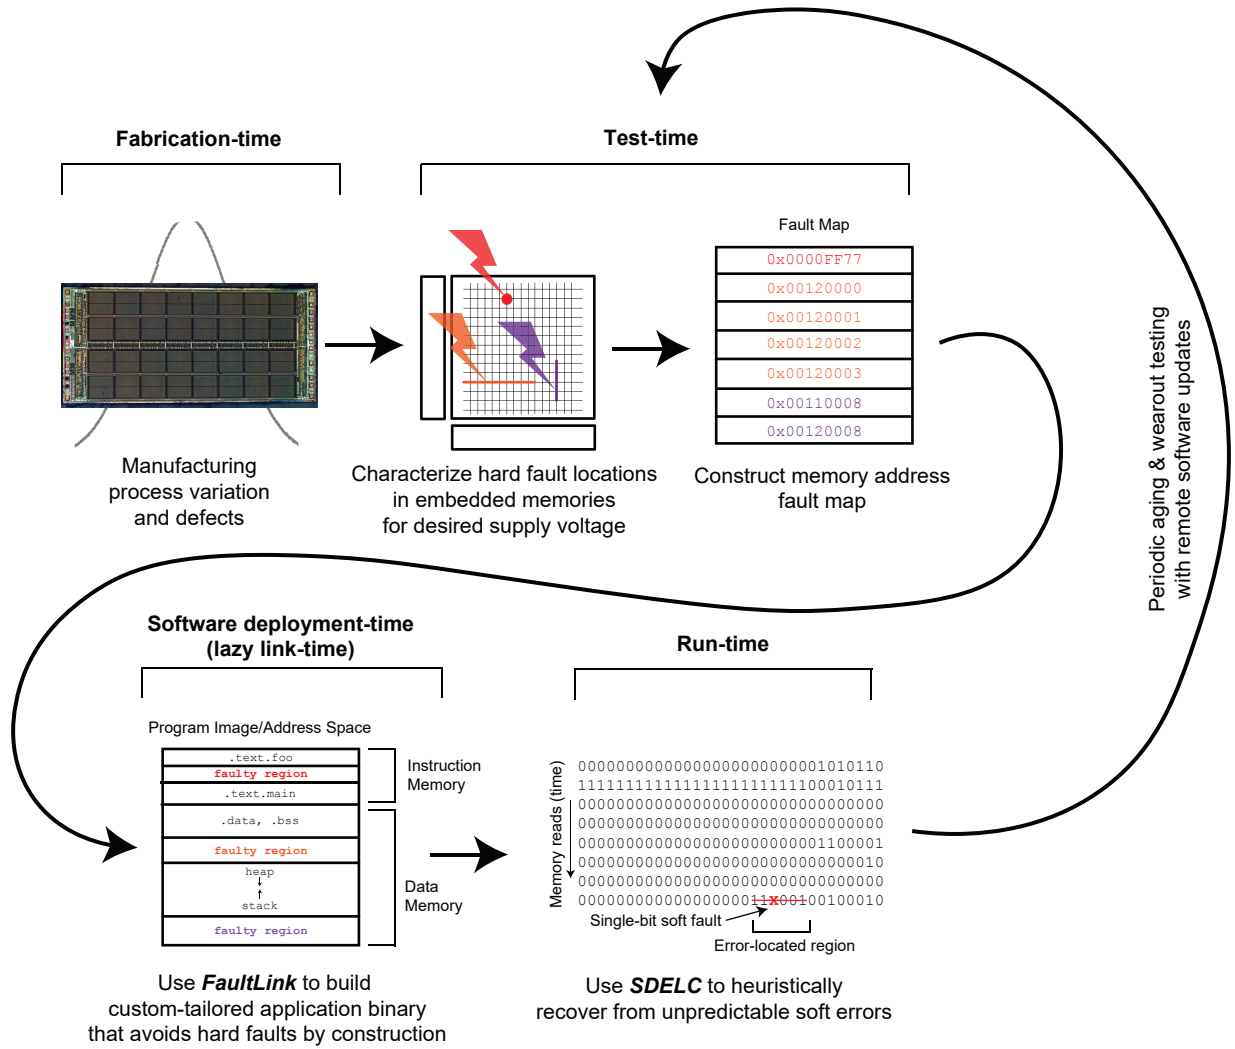 Fabrication-time
Test-time
Fault Map
0x0000FF77
0x00120000
0x00120001
0x00120002
0x00120003
0x00110008
0x00120008
Manufacturing
process variation
and defects
Characterize hard fault locations
in embedded memories
for desired supply voltage
Construct memory address
fault map
Periodic aging & wearout testing
with remote software updates
Software deployment-time
(lazy link-time)
Program Image/Address Space
.text.foo
faulty region
.text.main
.data, .bss
faulty region
heap
stack
faulty region
Instruction
Memory
Data
Memory
Use FaultLink to build
custom-tailored application binary
that avoids hard faults by construction
Run-time
Memory reads (time)
00000000000000000000000001010110
11111111111111111111111100010111
00000000000000000000000000000000
00000000000000000000000000000000
00000000000000000000000001100001
00000000000000000000000000000010
00000000000000000000000000000000
00000000000000000011x00100100010
Single-bit soft fault
Error-located region
Use SDELC to heuristically
recover from unpredictable soft errors